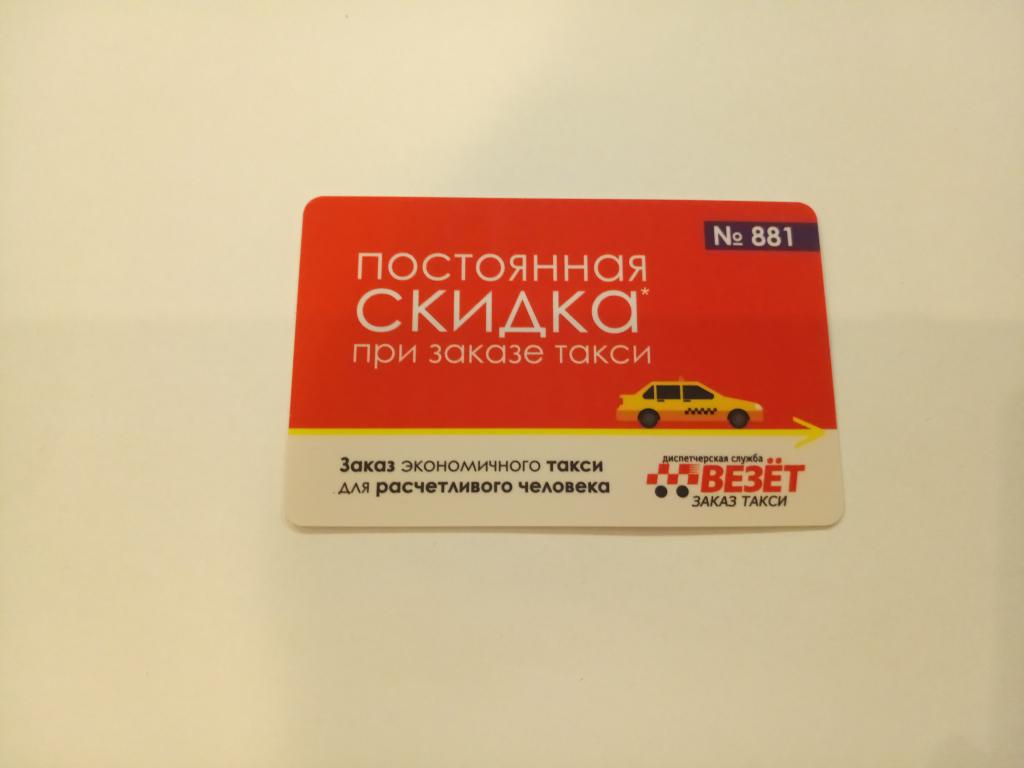 № 881
ПОСТОЯННАЯ
СКИДКА*
при заказе такси
Заказ экономичного такси
для расчетливого человека
диспетчерская служба
ВЕЗЁТ
ЗАКАЗ ТАКСИ